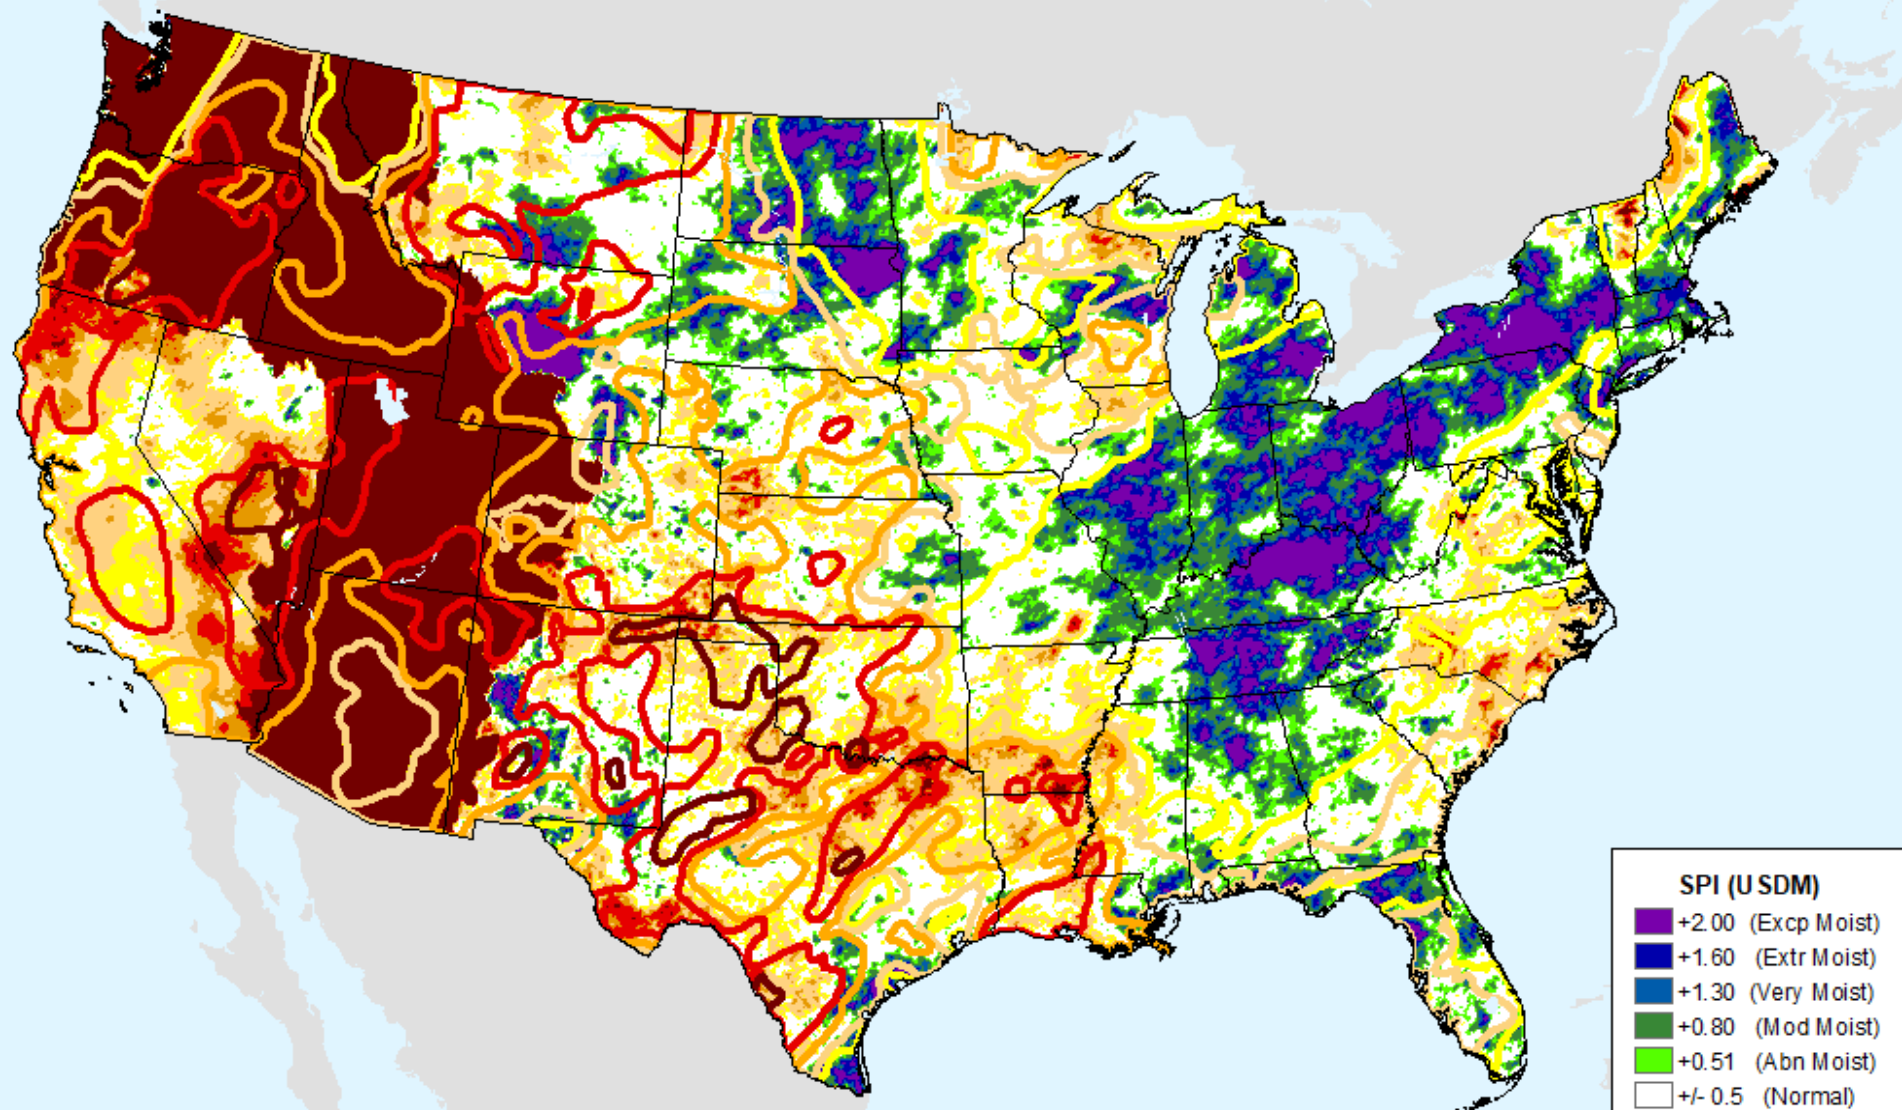 SPI (USDM)
+2.00 (Excp Moist)
+1.60 (Extr Moist)
+1.30 (Very Moist)
+0.80 (Mod Moist)
+0.51 (Abn Moist)
+/- 0.5 (Normal)